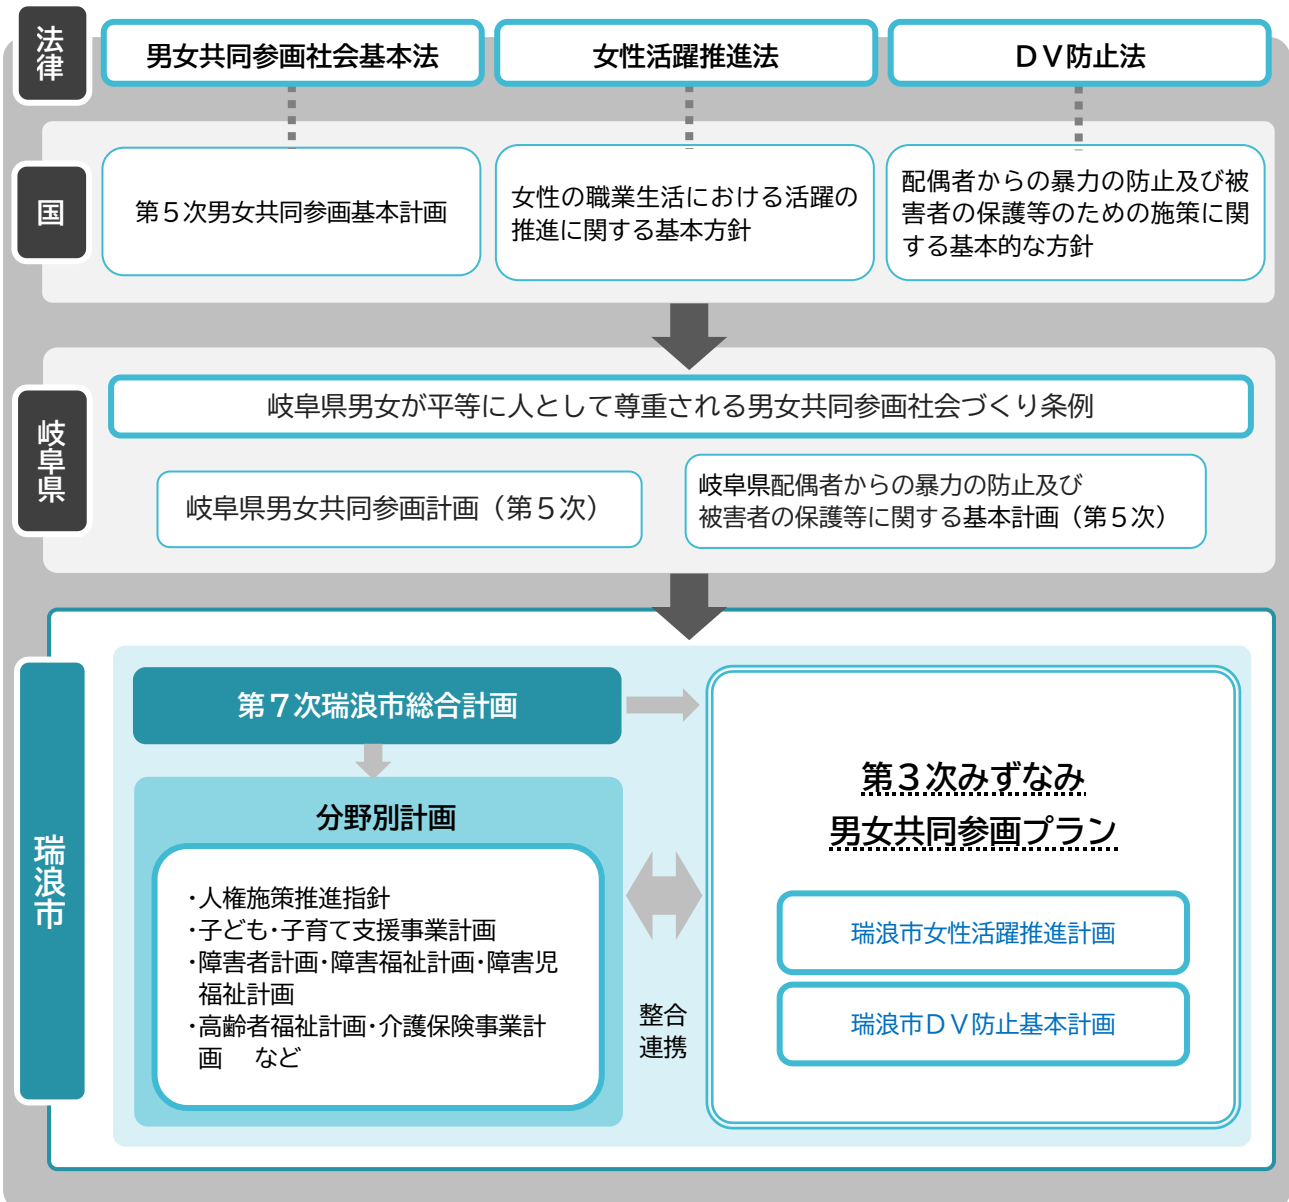 法律
男女共同参画社会基本法
女性活躍推進法
ＤＶ防止法
国
第５次男女共同参画基本計画
女性の職業生活における活躍の
推進に関する基本方針
配偶者からの暴力の防止及び被
害者の保護等のための施策に関
する基本的な方針
岐阜県
岐阜県男女が平等に人として尊重される男女共同参画社会づくり条例
岐阜県男女共同参画計画（第５次）
岐阜県配偶者からの暴力の防止及び
被害者の保護等に関する基本計画（第５次）
瑞浪市
第７次瑞浪市総合計画
分野別計画
・人権施策推進指針
・子ども・子育て支援事業計画
・障害者計画・障害福祉計画・障害児
福祉計画
・高齢者福祉計画・介護保険事業計
画　など
整合
連携
第３次みずなみ
男女共同参画プラン
瑞浪市女性活躍推進計画
瑞浪市ＤＶ防止基本計画